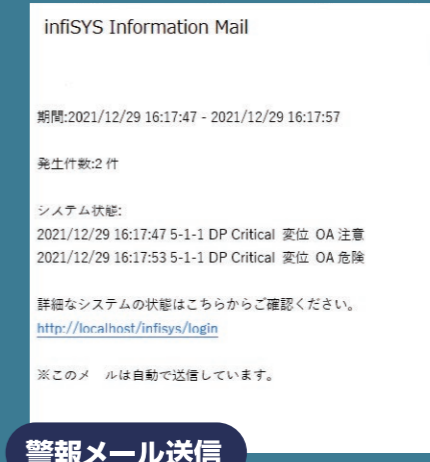 infiSYS Information Mail
期間:2021/12/29 16:17:47 - 2021/12/29 16:17:57
発生件数:2 件
システム状態:
2021/12/29 16:17:47 5-1-1 DP Critical 変位 OA 注意
2021/12/29 16:17:53 5-1-1 DP Critical 変位 OA 危険
詳細なシステムの状態はこちらからご確認ください。
http://localhost/infisys/login
※このメ ルは自動で送信しています。
警報メール送信